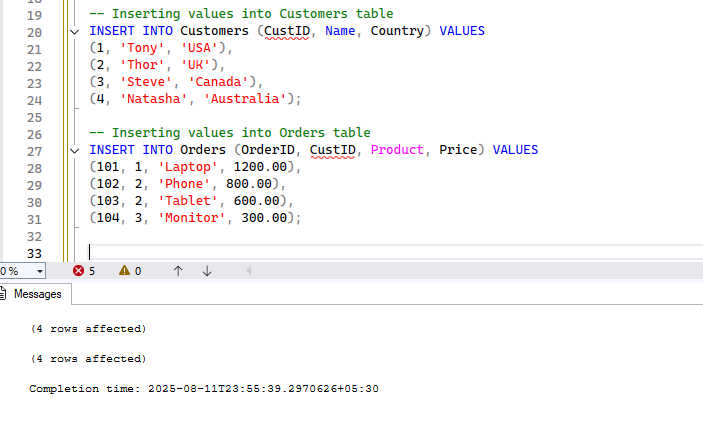 19 -- Inserting values into Customers table
20 INSERT INTO Customers (CustID, Name, Country) VALUES
21 (1, 'Tony', 'USA'),
22 (2, 'Thor', 'UK'),
23 (3, 'Steve', 'Canada'),
24 (4, 'Natasha', 'Australia');
25
26 -- Inserting values into Orders table
27 INSERT INTO Orders (OrderID, CustID, Product, Price) VALUES
28 (101, 1, 'Laptop', 1200.00),
29 (102, 2, 'Phone', 800.00),
30 (103, 2, 'Tablet', 600.00),
31 (104, 3, 'Monitor', 300.00);
32
33
0 % 5 0
Messages
(4 rows affected)
(4 rows affected)
Completion time: 2025-08-11T23:55:39.2970626+05:30